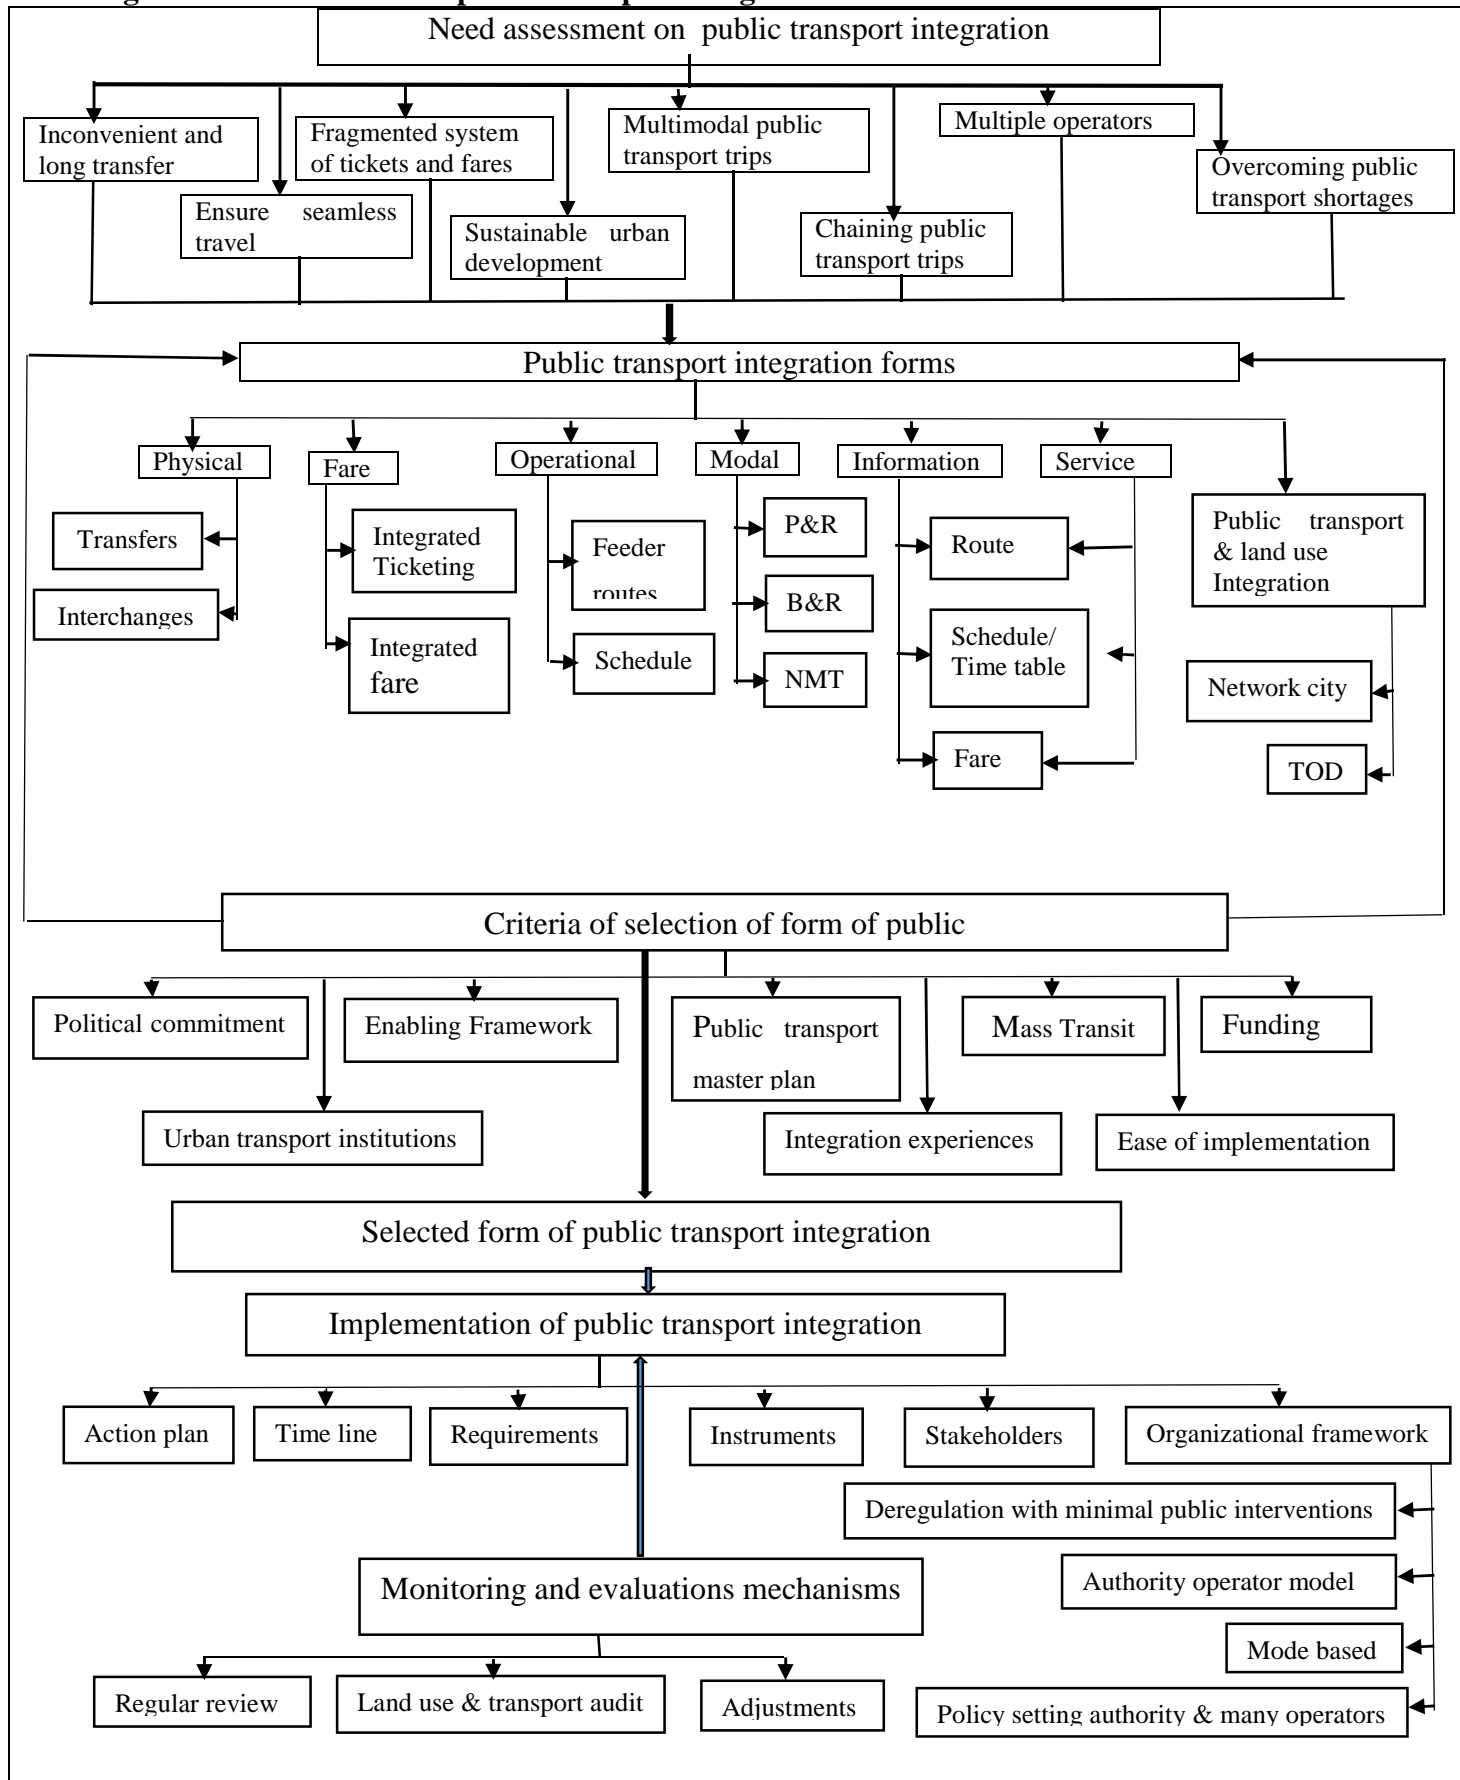 Need assessment on public transport integration
Inconvenient and
long transfer
Fragmented system
of tickets and fares
Multimodal public
transport trips
Multiple operators
Overcoming public
transport shortages
Ensure seamless
travel
Sustainable urban
development
Chaining public
transport trips
Public transport integration forms
Physical
Fare
Operational
Modal
Information
Service
Public transport
& land use
Integration
Transfers
Interchanges
Integrated
Ticketing
Integrated
fare
Feeder
routes
Schedule
P&R
B&R
NMT
Route
Schedule/
Time table
Fare
Network city
TOD
Criteria of selection of form of public
Political commitment
Enabling Framework
Public transport
master plan
Mass Transit
Funding
Urban transport institutions
Integration experiences
Ease of implementation
Selected form of public transport integration
Implementation of public transport integration
Action plan
Time line
Requirements
Instruments
Stakeholders
Organizational framework
Deregulation with minimal public interventions
Authority operator model
Mode based
Policy setting authority & many operators
Monitoring and evaluations mechanisms
Regular review
Land use & transport audit
Adjustments